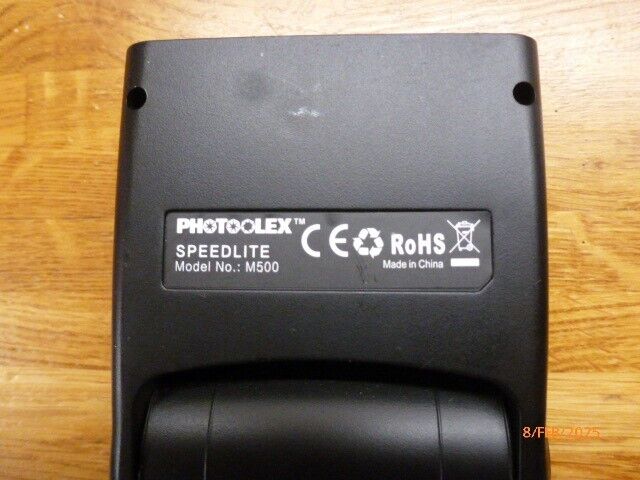 PHOTOOLEX™
SPEEDLITE
Model No.: M500
CE RoHS
Made in China
8/FEB/2025